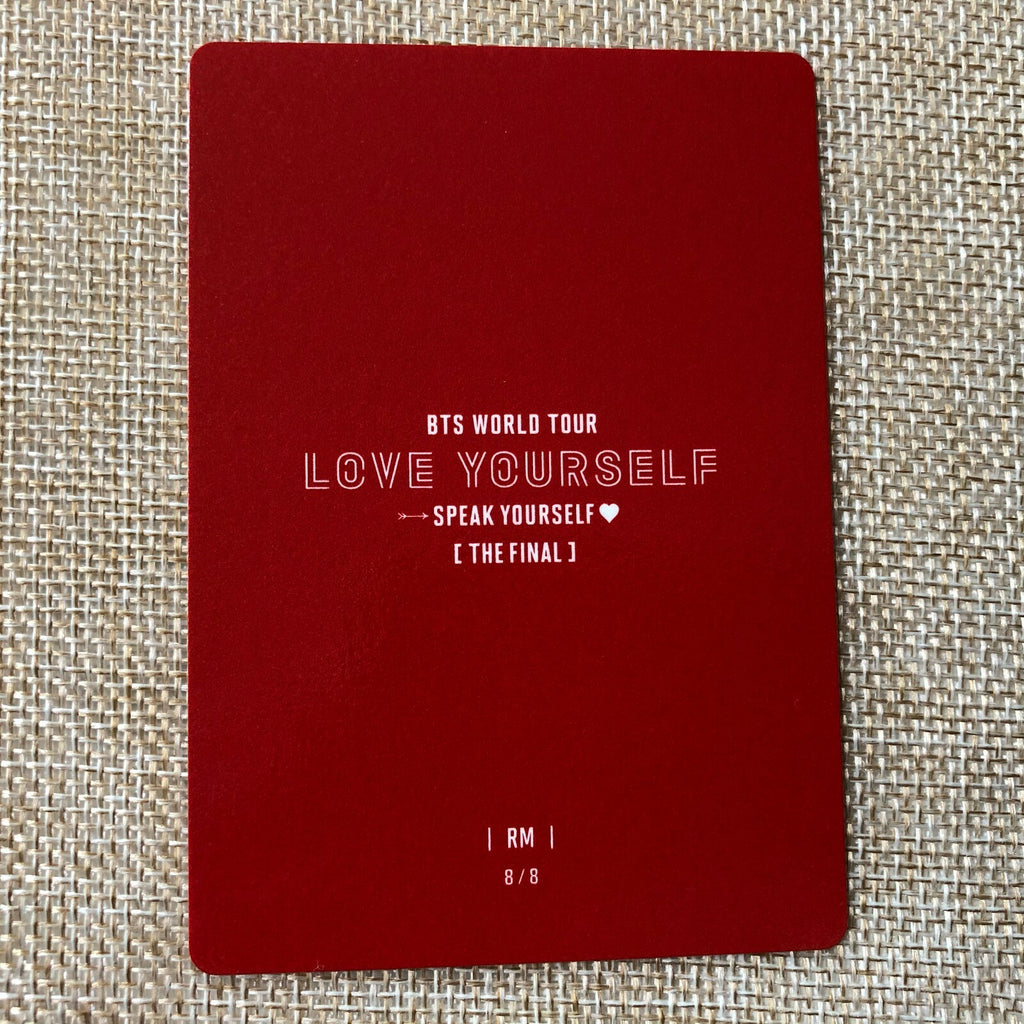 BTS WORLD TOUR
LOVE YOURSELF
SPEAK YOURSELF♥
[ THE FINAL ]
| RM |
8/8